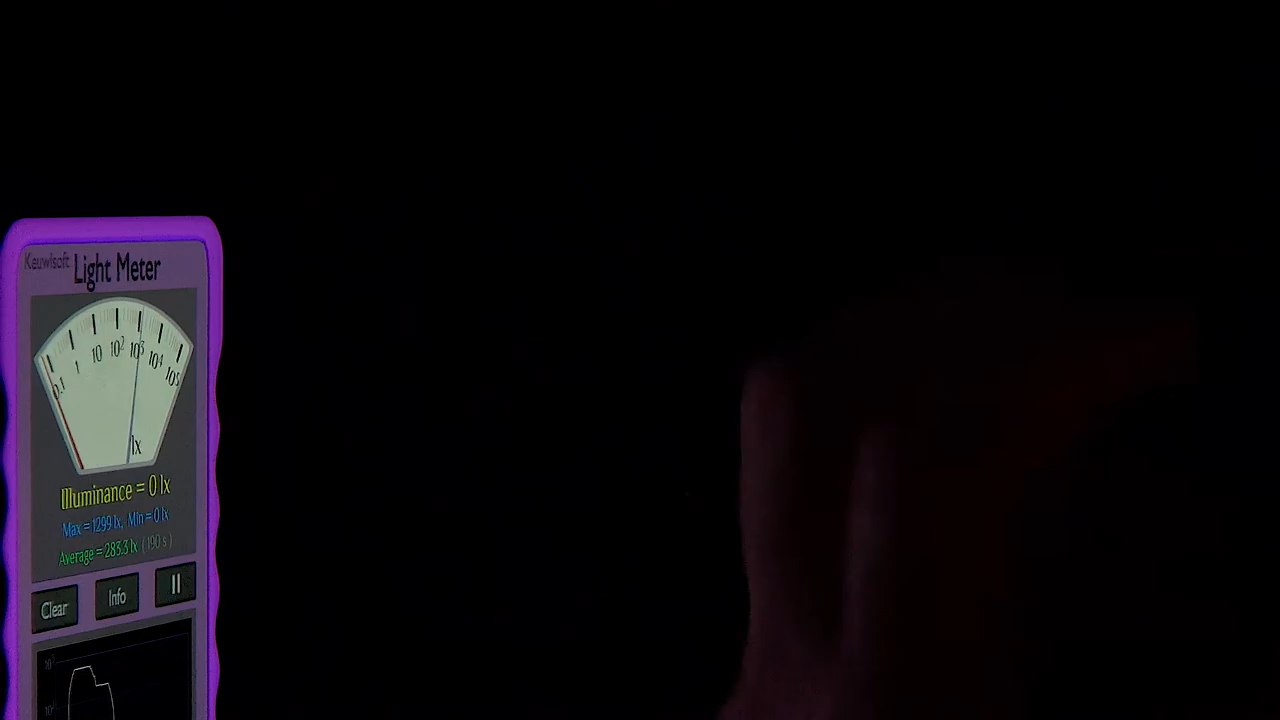 Keuwlsoft Light Meter
0.1 1 10 10² 10³ 10⁴ 10⁵
lx
Illuminance = 0 lx
Max = 1299 lx, Min = 0 lx
Average = 283.3 lx (190 s)
Clear Info